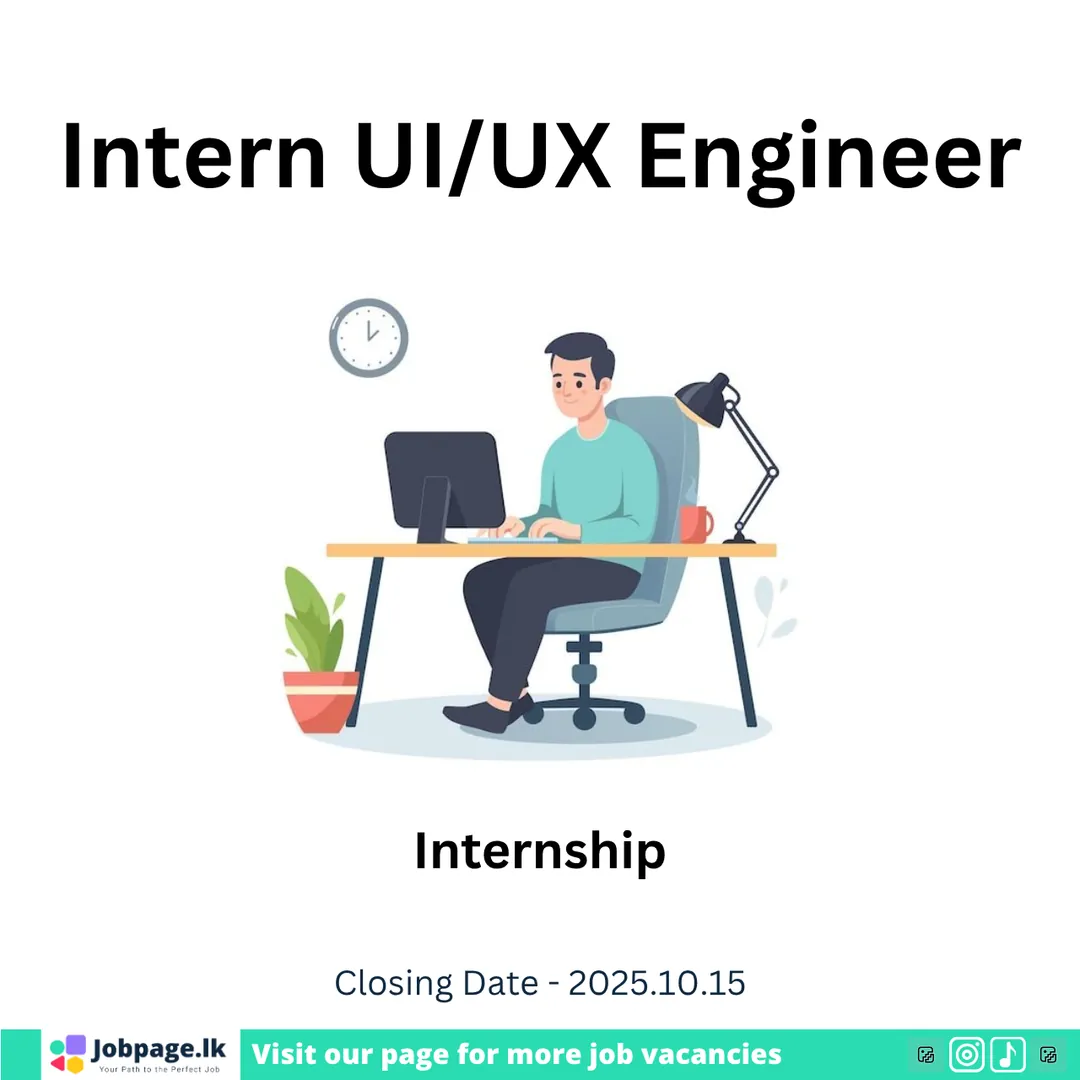 Intern UI/UX Engineer
Internship
Closing Date - 2025.10.15
Jobpage.lk
Your Path to the Perfect Job
Visit our page for more job vacancies